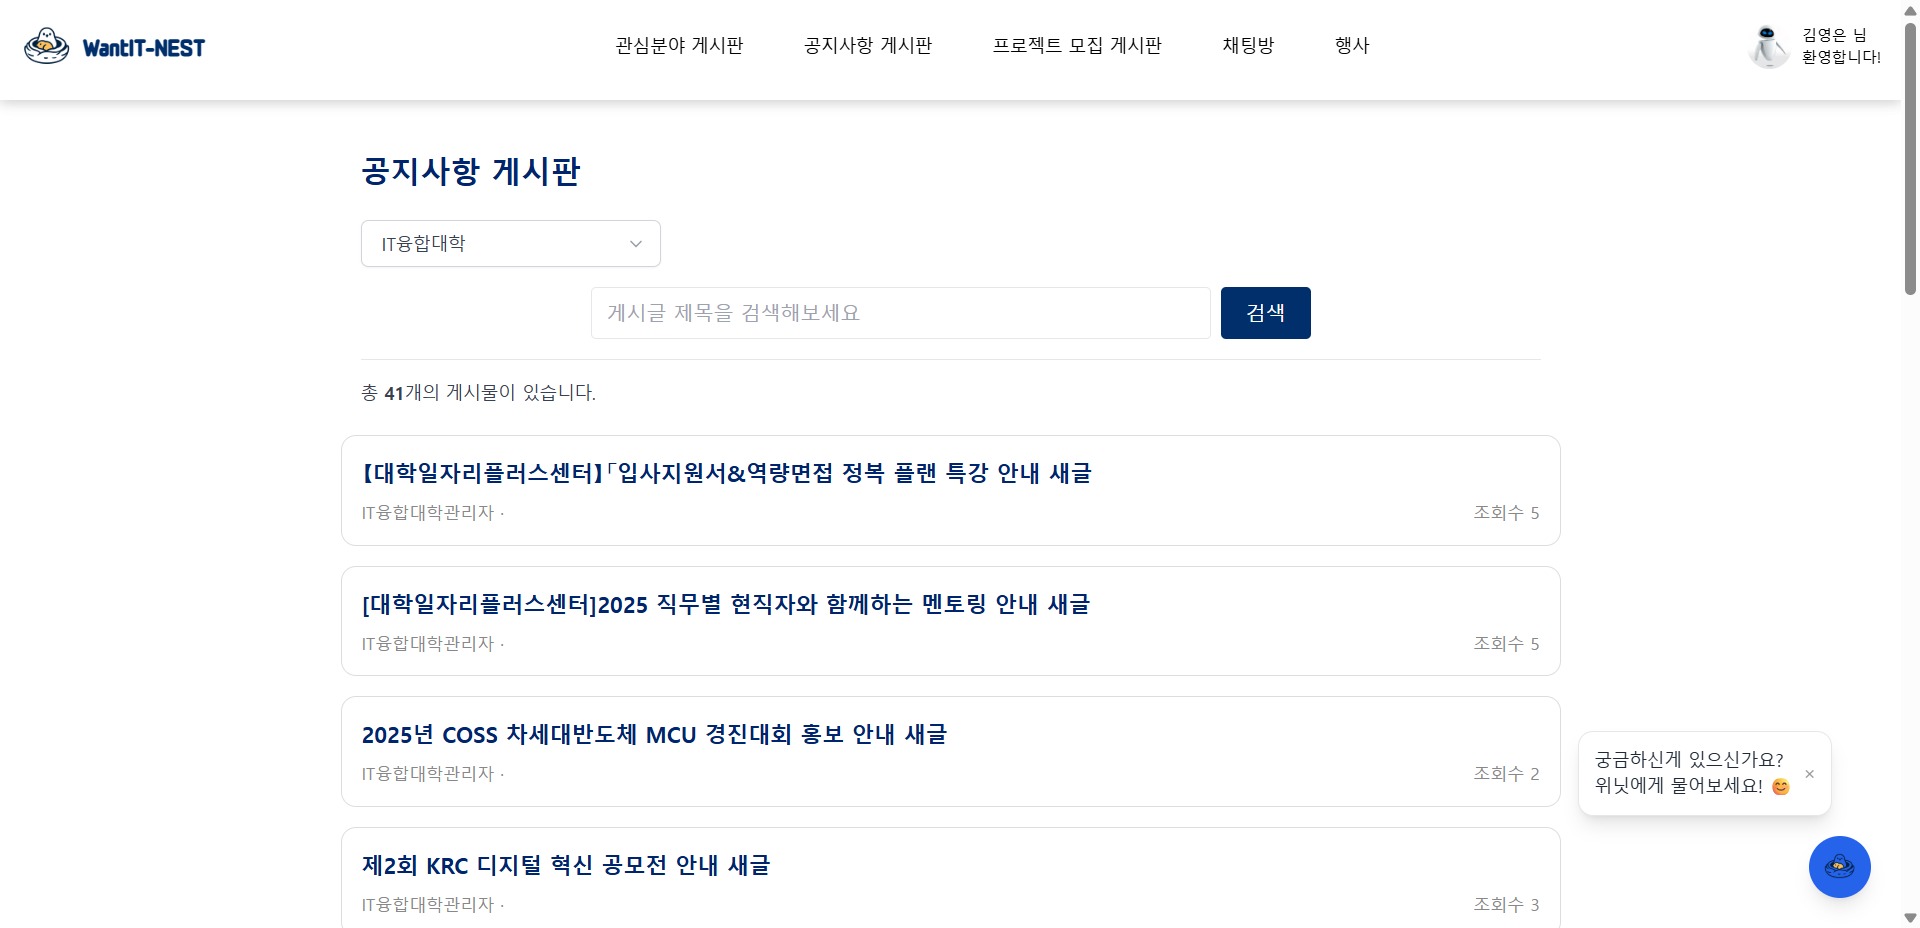 WantIT-NEST
관심분야 게시판
공지사항 게시판
프로젝트 모집 게시판
채팅방
행사
김영은 님
환영합니다!
공지사항 게시판
IT융합대학
게시글 제목을 검색해보세요
검색
총 41개의 게시물이 있습니다.
【대학일자리플러스센터】「입사지원서&역량면접 정복 플랜 특강 안내 새글
IT융합대학관리자 ·
조회수 5
[대학일자리플러스센터]2025 직무별 현직자와 함께하는 멘토링 안내 새글
IT융합대학관리자 ·
조회수 5
2025년 COSS 차세대반도체 MCU 경진대회 홍보 안내 새글
IT융합대학관리자 ·
조회수 2
제2회 KRC 디지털 혁신 공모전 안내 새글
IT융합대학관리자 ·
조회수 3
궁금하신게 있으신가요?
위닛에게 물어보세요! 😊
×